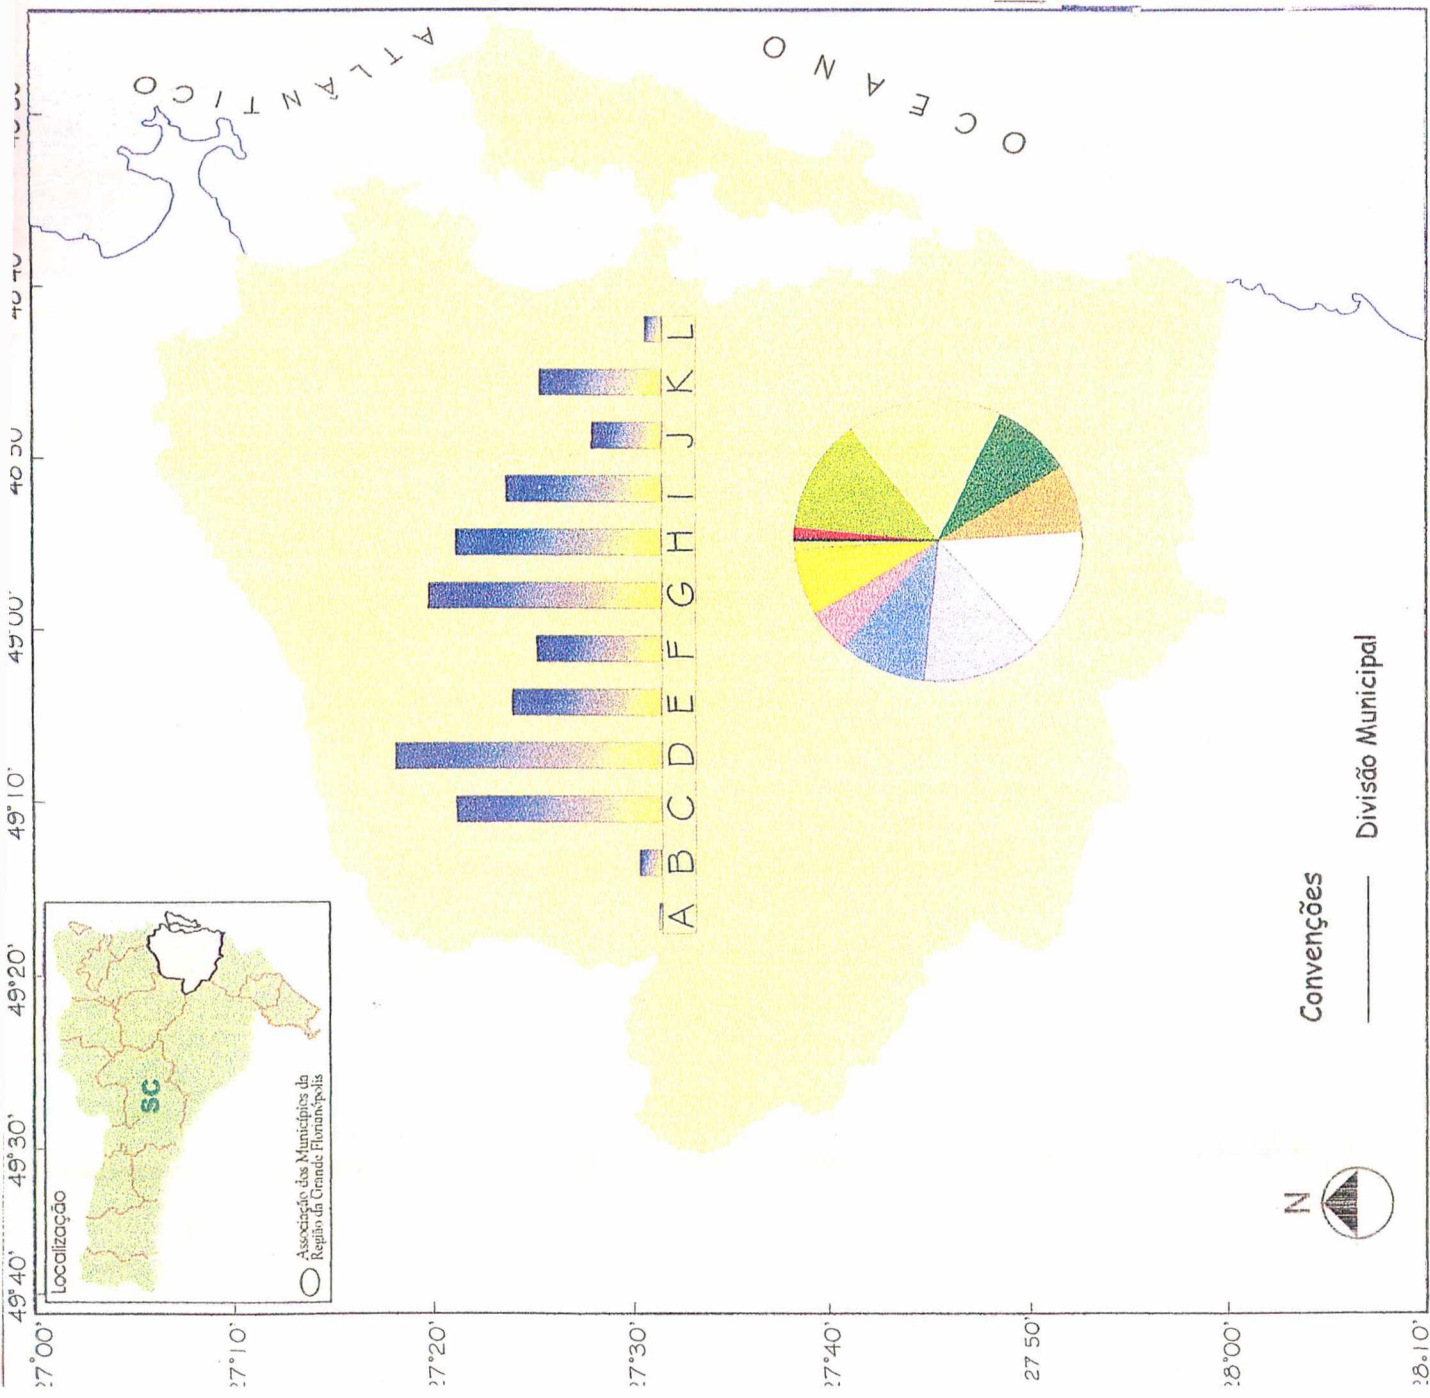 Localização
SC
Associação dos Municípios da
Região da Grande Florianópolis
49°40'
49°30'
49°20'
49°10'
49°00'
27°00'
27°10'
27°20'
27°30'
27°40'
27 50'
28°00'
28.10'
OCEANO
ATLÂNTICO
A B C D E F G H I J K L
N
Convenções
Divisão Municipal